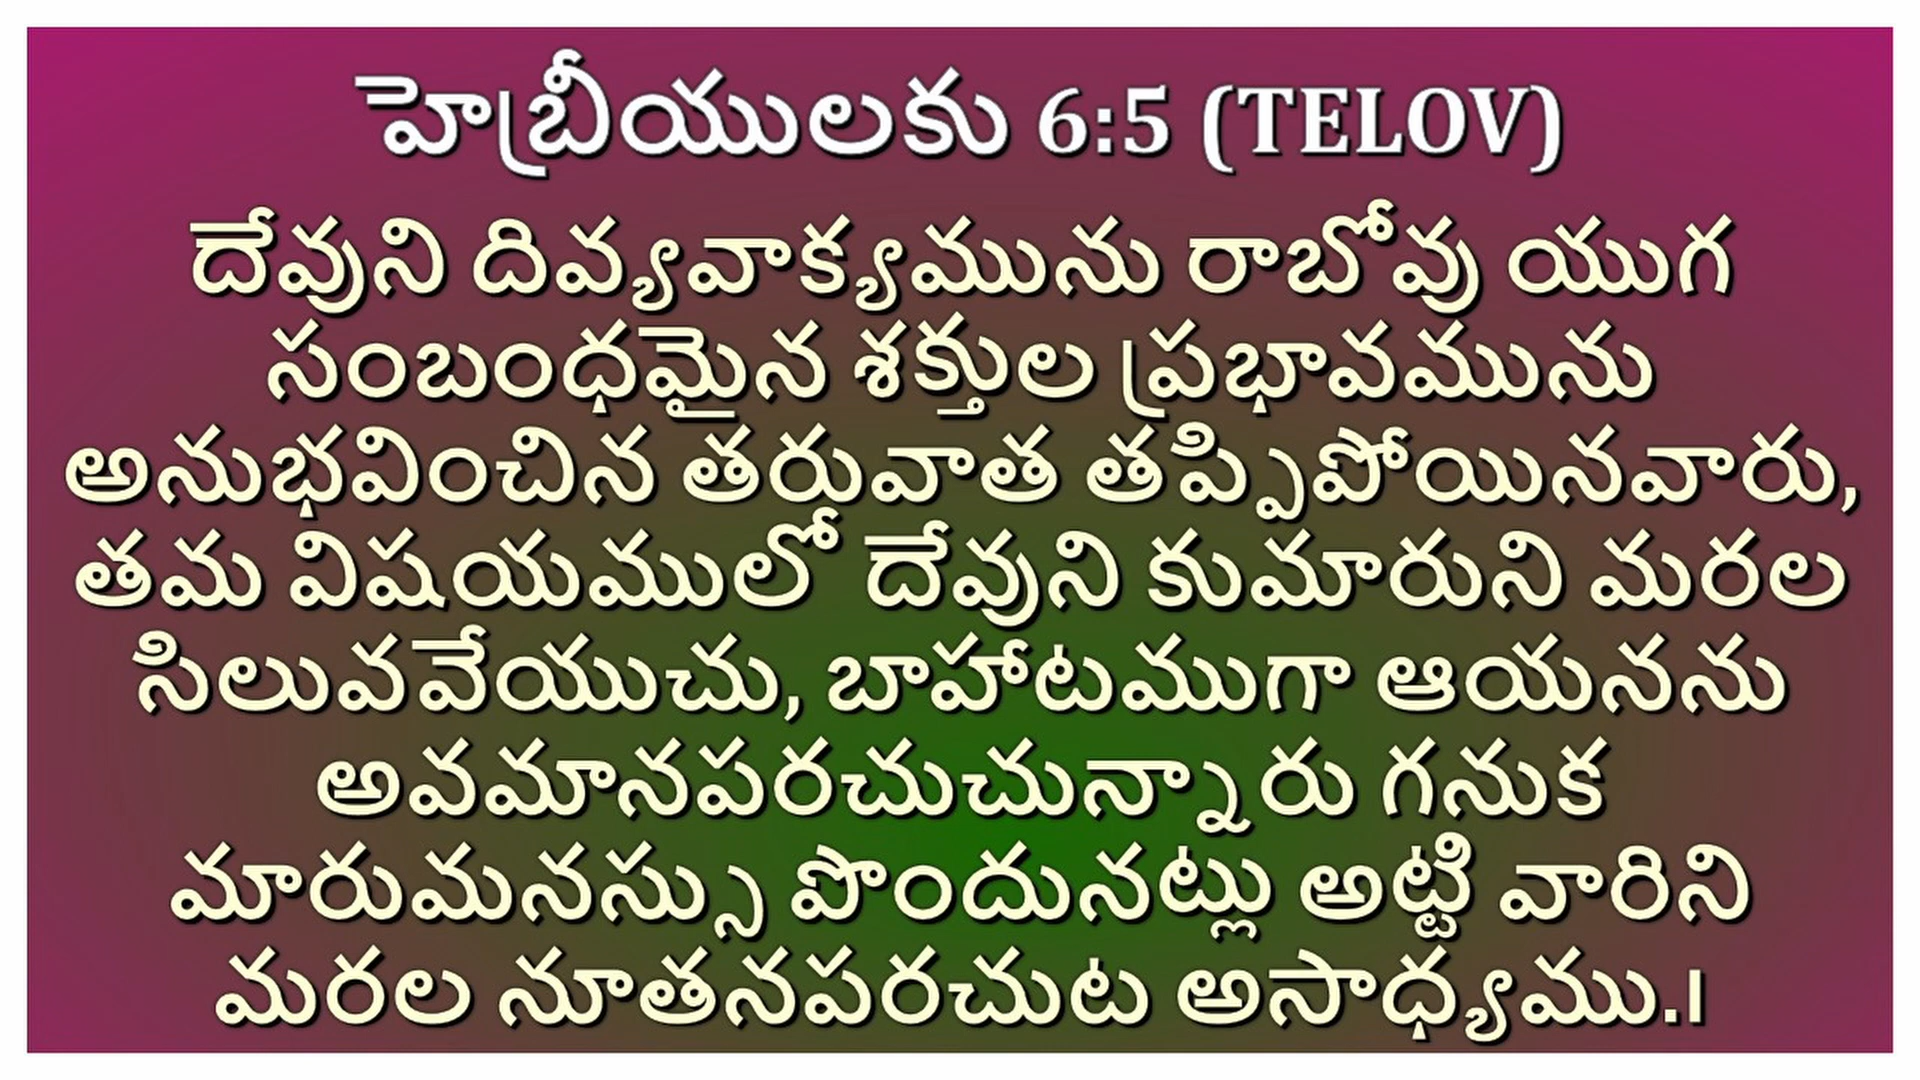 హెబ్రీయులకు 6:5 (TELOV)
దేవుని దివ్యవాక్యమును రాబోవు యుగ
సంబంధమైన శక్తుల ప్రభావమును
అనుభవించిన తర్వువాత తప్పిపోయినవారు,
తమ విషయములో దేవుని కుమారుని మరల
సిలువవేయుచు, బాహాటముగా ఆయనను
అవమానపరచుచున్నారు గనుక
మారుమనస్సు పొందునట్లు అట్టి వారిని
మరల నూతనపరచుట అసాధ్యము.।